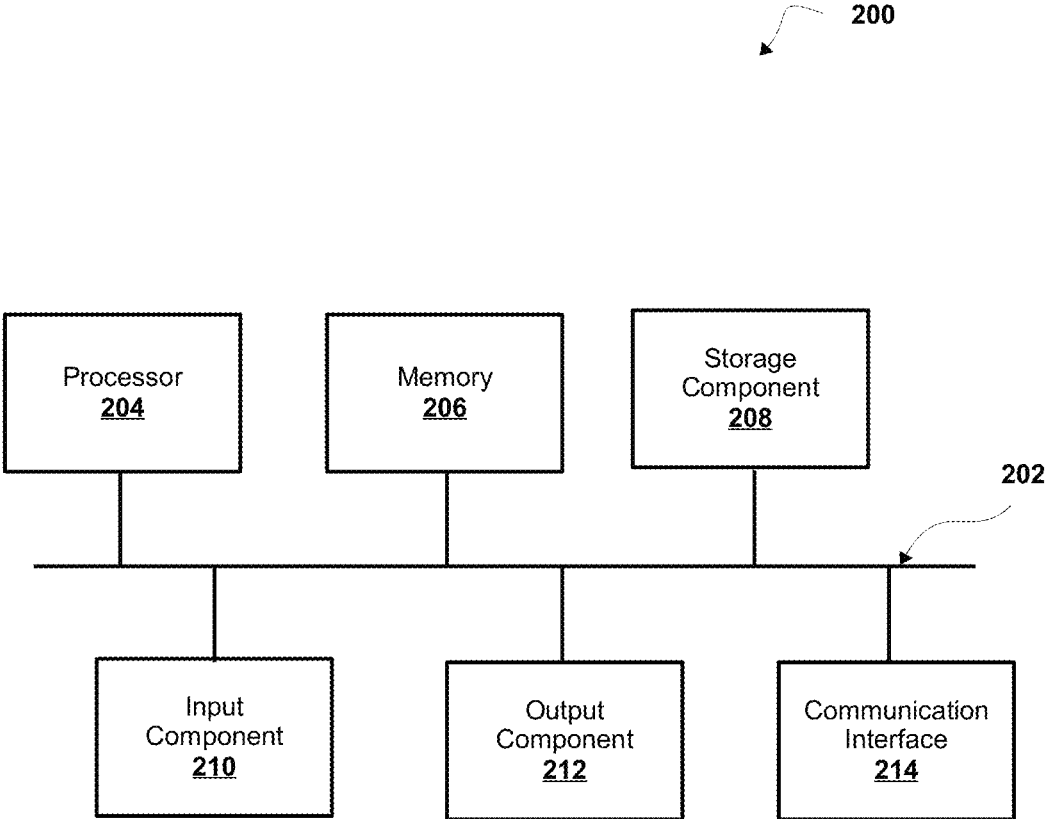 200
Processor
204
Memory
206
Storage
Component
208
202
Input
Component
210
Output
Component
212
Communication
Interface
214